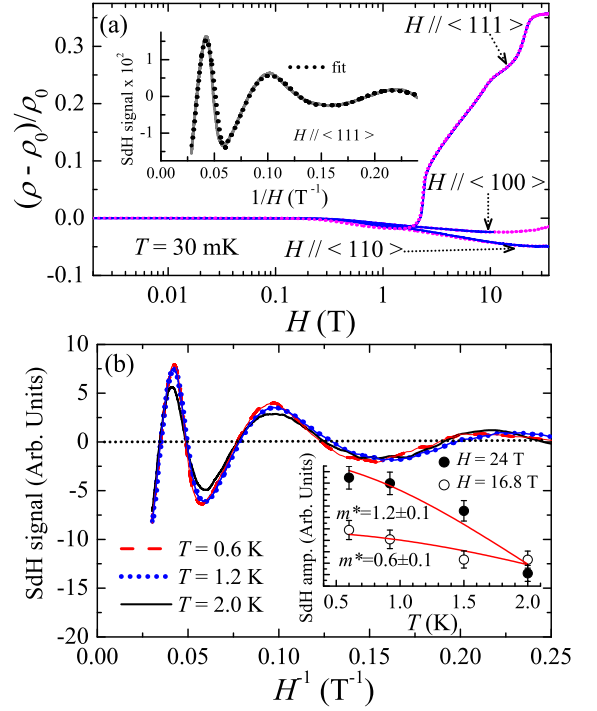 (a)
(ρ - ρ0)/ρ0
0.3
0.2
0.1
0.0
-0.1
SdH signal x 10²
1
0
-1
fit
H // < 111 >
0.00
0.05
0.10
0.15
0.20
1/H (T⁻¹)
H // < 111 >
H // < 100 >
H // < 110 >
T = 30 mK
0.01
0.1
1
10
H (T)
(b)
SdH signal (Arb. Units)
10
5
0
-5
-10
-15
-20
T = 0.6 K
T = 1.2 K
T = 2.0 K
H = 24 T
H = 16.8 T
SdH amp. (Arb. Units)
m*=1.2±0.1
m*=0.6±0.1
0.5
1.0
1.5
2.0
T (K)
0.00
0.05
0.10
0.15
0.20
0.25
H⁻¹ (T⁻¹)